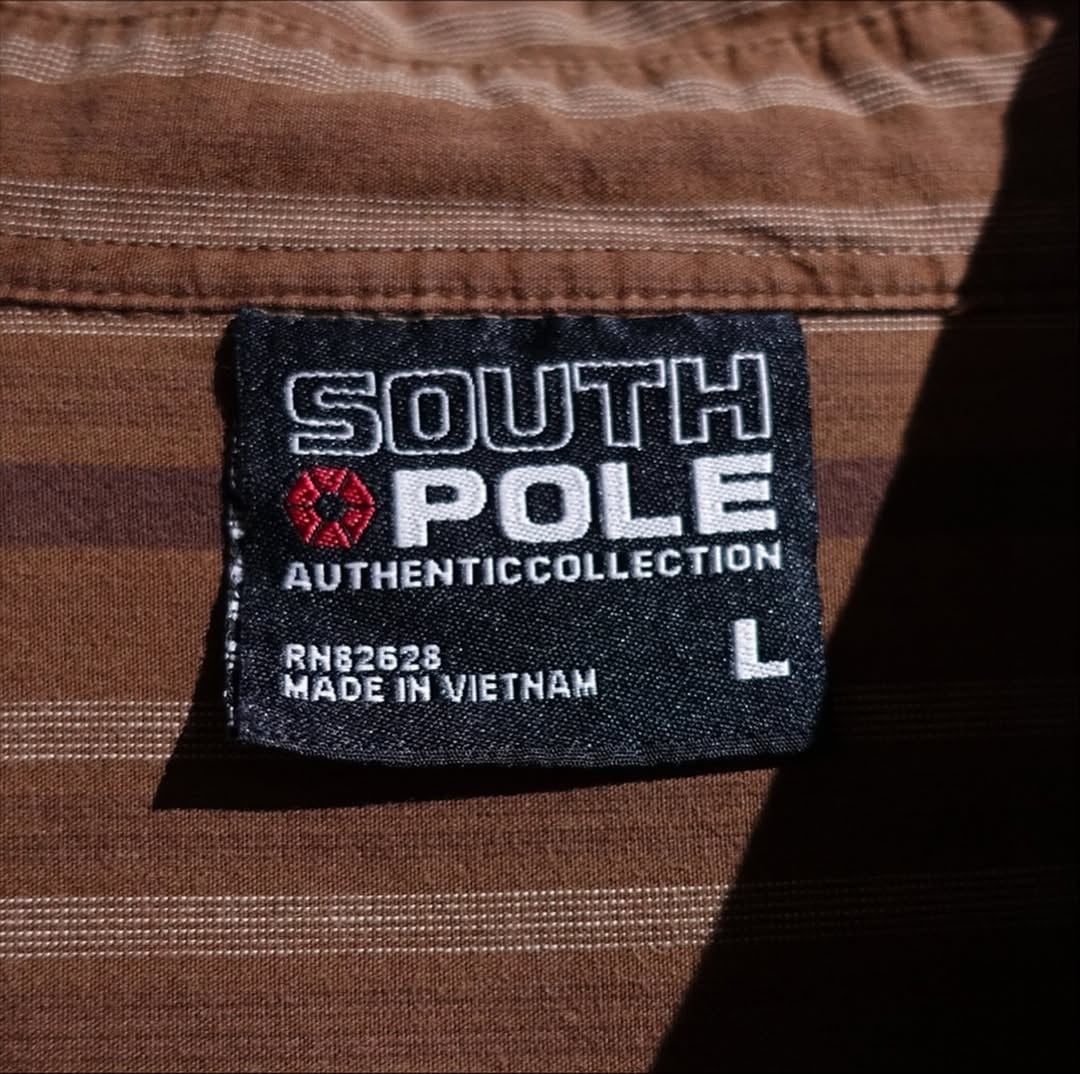 SOUTH
POLE
AUTHENTICCOLLECTION
L
RN82628
MADE IN VIETNAM